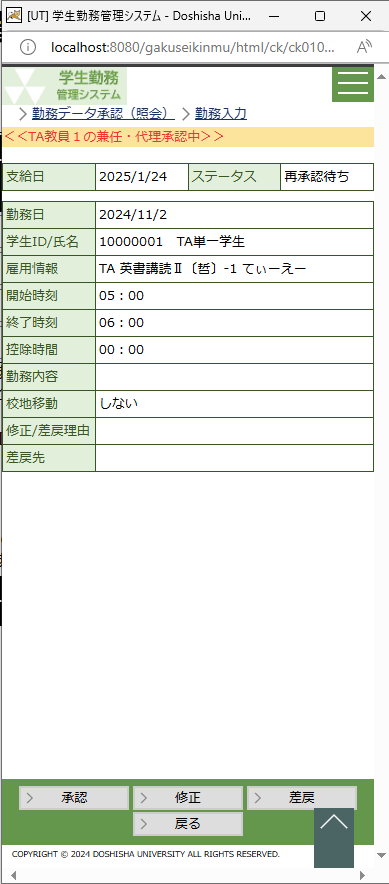 [UT] 学生勤務管理システム - Doshisha Uni...
localhost:8080/gakuseikinmu/html/ck/ck010...
学生勤務
管理システム
勤務データ承認（照会） 勤務入力
＜＜TA教員１の兼任・代理承認中＞＞
支給日 2025/1/24 ステータス 再承認待ち
勤務日 2024/11/2
学生ID/氏名 10000001　TA単一学生
雇用情報 TA 英書講読Ⅱ〔哲〕-1 てぃーえー
開始時刻 05：00
終了時刻 06：00
控除時間 00：00
勤務内容
校地移動 しない
修正/差戻理由
差戻先
承認 修正 差戻
戻る
COPYRIGHT © 2024 DOSHISHA UNIVERSITY ALL RIGHTS RESERVED.